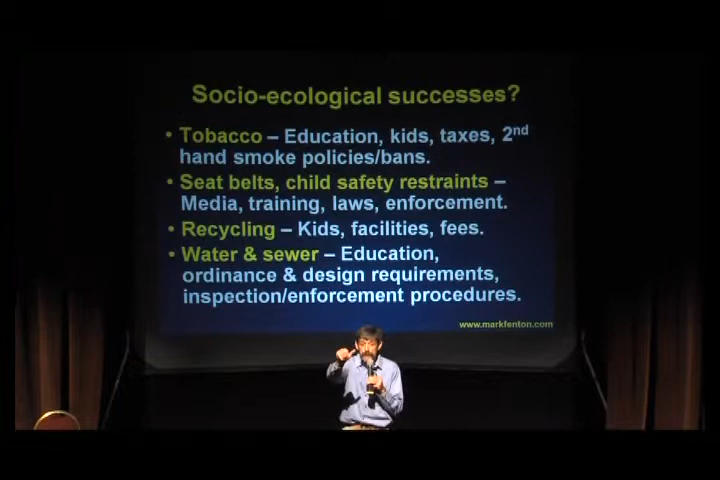 Socio-ecological successes?
• Tobacco – Education, kids, taxes, 2nd
hand smoke policies/bans.
• Seat belts, child safety restraints –
Media, training, laws, enforcement.
• Recycling – Kids, facilities, fees.
• Water & sewer – Education,
ordinance & design requirements,
inspection/enforcement procedures.
www.markfenton.com